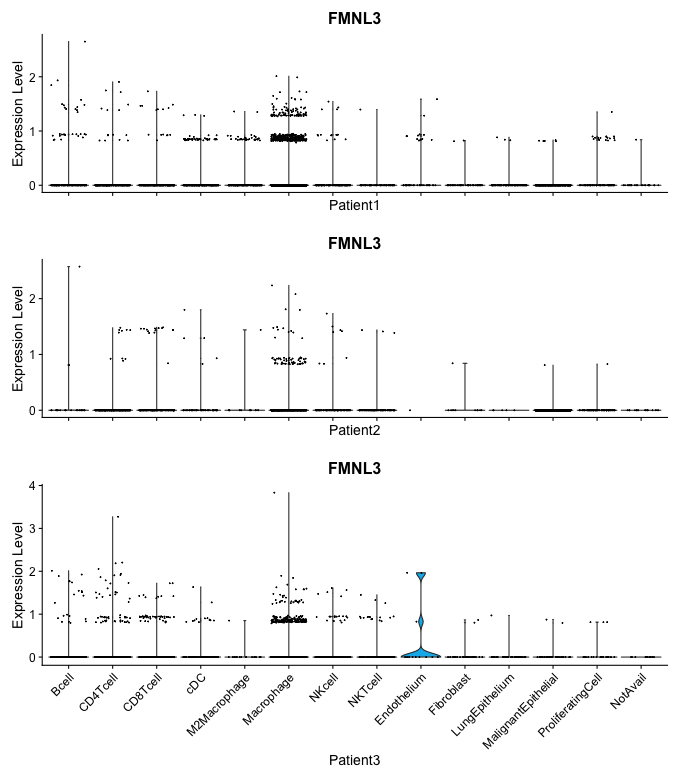 FMNL3
Expression Level
2
1
0
Patient1
FMNL3
Expression Level
2
1
0
Patient2
FMNL3
Expression Level
4
3
2
1
0
Bcell
CD4Tcell
CD8Tcell
cDC
M2Macrophage
Macrophage
NKcell
NKTcell
Endothelium
Fibroblast
LungEpithelium
MalignantEpithelial
ProliferatingCell
NotAvail
Patient3